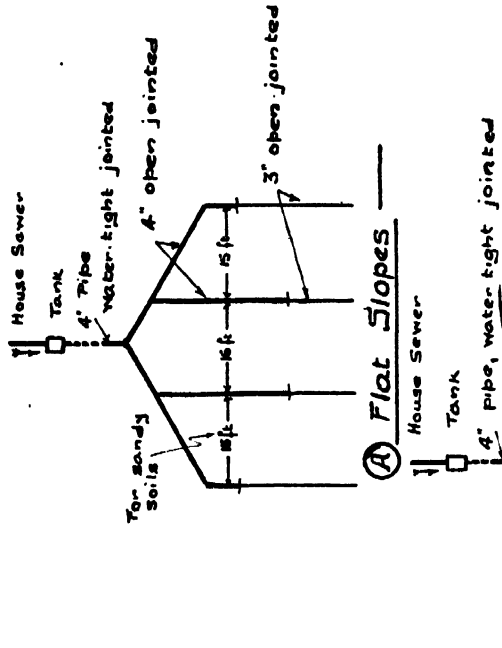 House Sewer
Tank
4" Pipe
water-tight jointed
4" open jointed
3" open jointed
15 ft
15 ft
15 ft
For sandy
soils
A Flat Slopes
House Sewer
Tank
4" pipe, water tight jointed